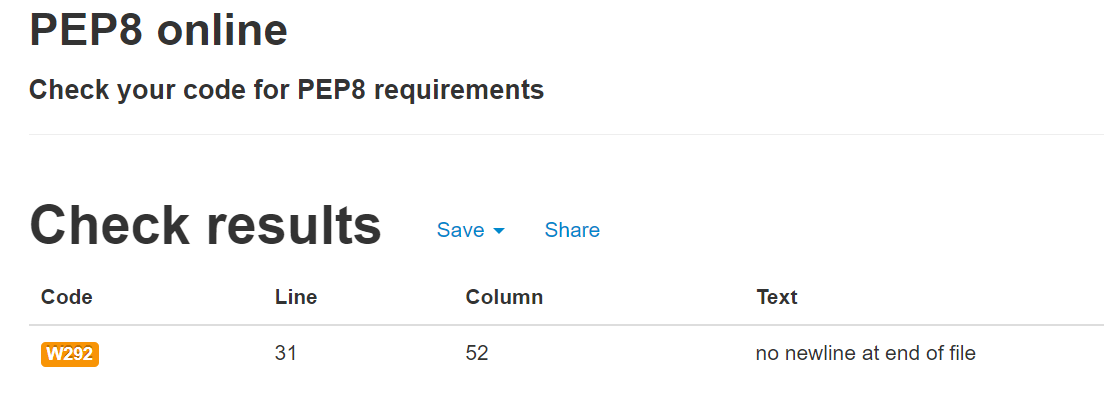 PEP8 online
Check your code for PEP8 requirements
Check results Save Share
Code Line Column Text
W292 31 52 no newline at end of file